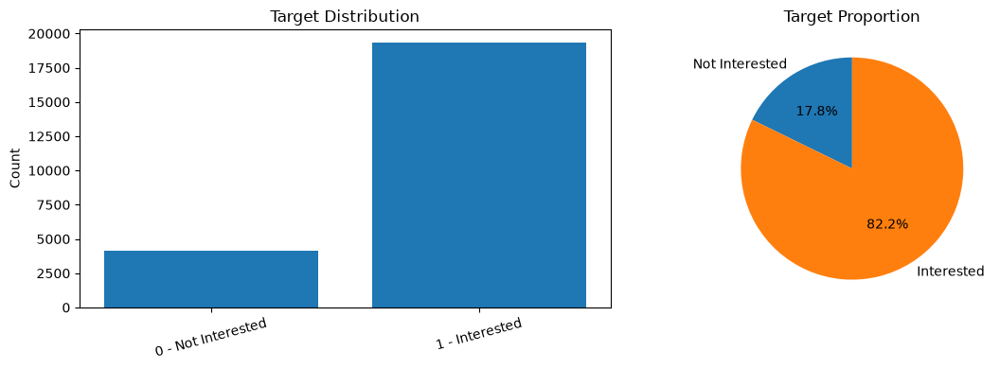 Target Distribution
20000
17500
15000
12500
10000
7500
5000
2500
0
Count
0 - Not Interested
1 - Interested
Target Proportion
Not Interested
17.8%
82.2%
Interested